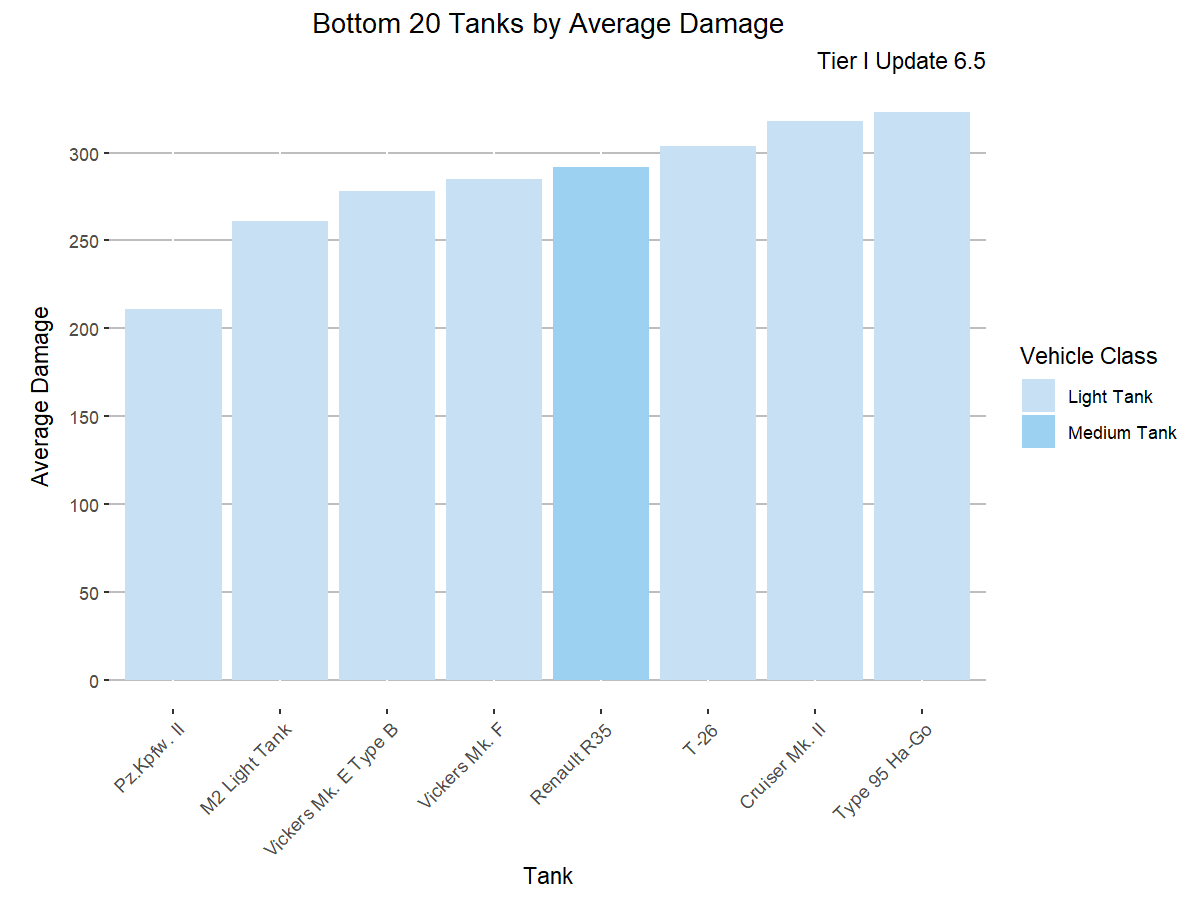 Bottom 20 Tanks by Average Damage
Tier I Update 6.5
Average Damage
300
250
200
150
100
50
0
Pz.Kpfw. II
M2 Light Tank
Vickers Mk. E Type B
Vickers Mk. F
Renault R35
T-26
Cruiser Mk. II
Type 95 Ha-Go
Tank
Vehicle Class
Light Tank
Medium Tank